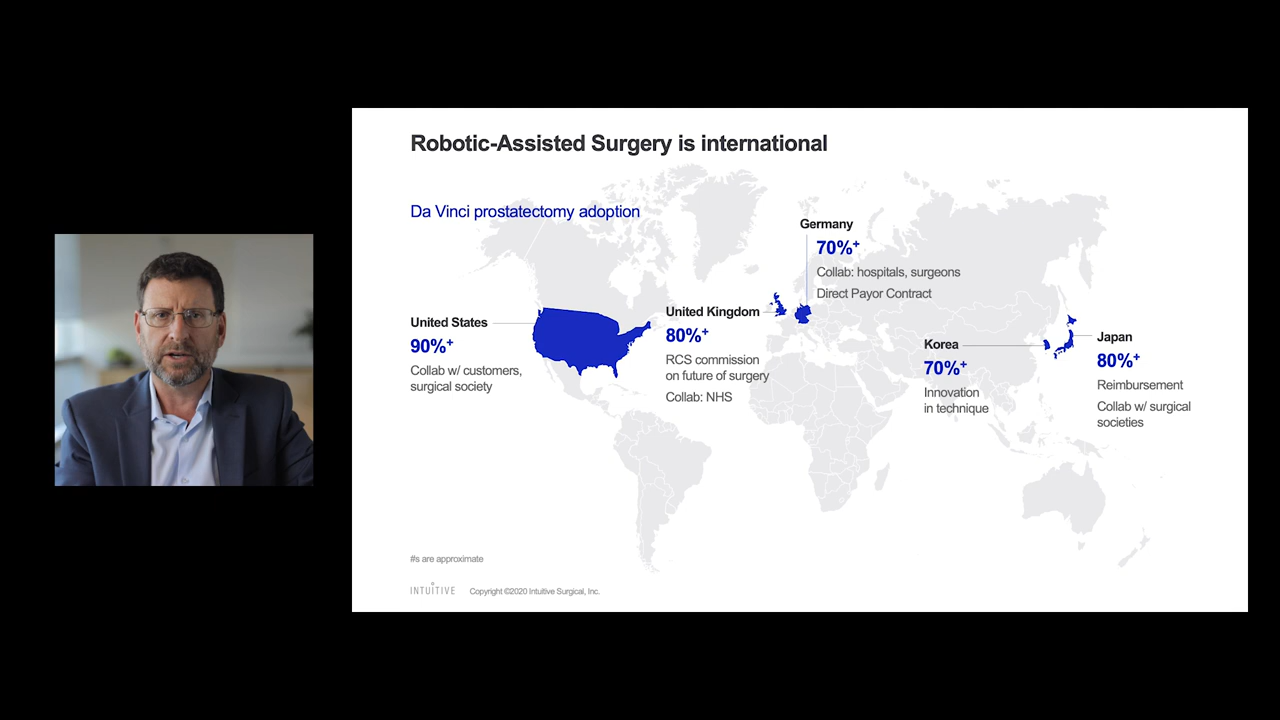 Robotic-Assisted Surgery is international
Da Vinci prostatectomy adoption
United States
90%+
Collab w/ customers,
surgical society
United Kingdom
80%+
RCS commission
on future of surgery
Collab: NHS
Germany
70%+
Collab: hospitals, surgeons
Direct Payor Contract
Korea
70%+
Innovation
in technique
Japan
80%+
Reimbursement
Collab w/ surgical
societies
#s are approximate
INTUITIVE
Copyright ©2020 Intuitive Surgical, Inc.